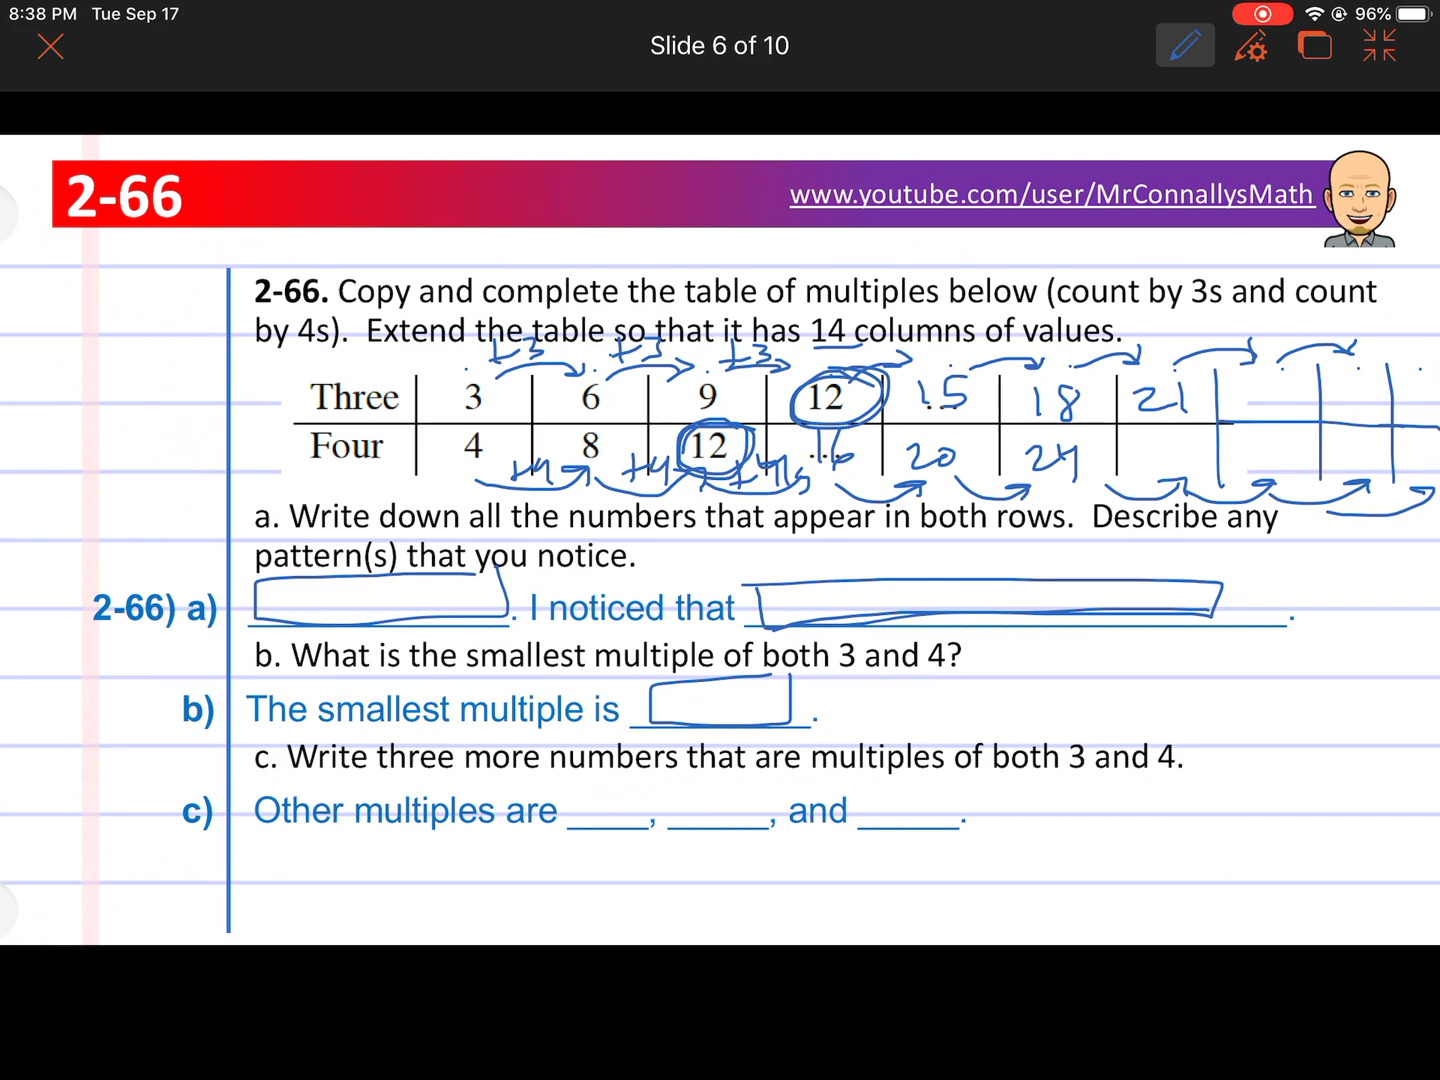 8:38 PM Tue Sep 17
96%
Slide 6 of 10
2-66
www.youtube.com/user/MrConnallysMath
2-66. Copy and complete the table of multiples below (count by 3s and count
by 4s). Extend the table so that it has 14 columns of values.
+3 +3 +3
Three 3 6 9 12 15 18 21
Four 4 8 12 16 20 24
+4 +4 +4
a. Write down all the numbers that appear in both rows. Describe any
pattern(s) that you notice.
2-66) a) ______. I noticed that ______.
b. What is the smallest multiple of both 3 and 4?
b) The smallest multiple is ______.
c. Write three more numbers that are multiples of both 3 and 4.
c) Other multiples are ____, _____, and _____.